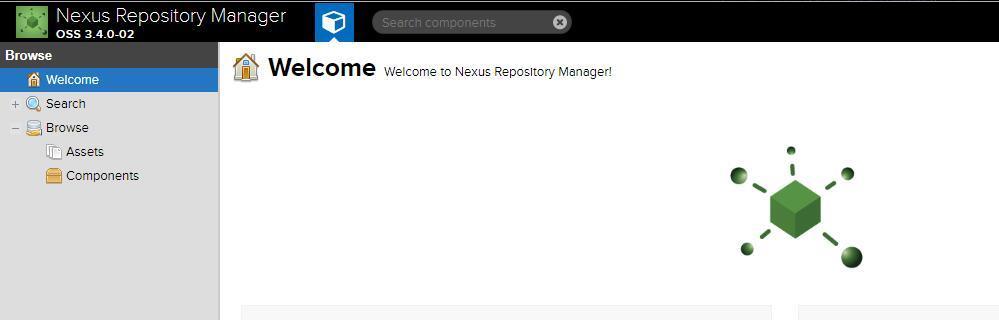 Nexus Repository Manager
OSS 3.4.0-02
Search components
Browse
Welcome
Search
Browse
Assets
Components
Welcome Welcome to Nexus Repository Manager!